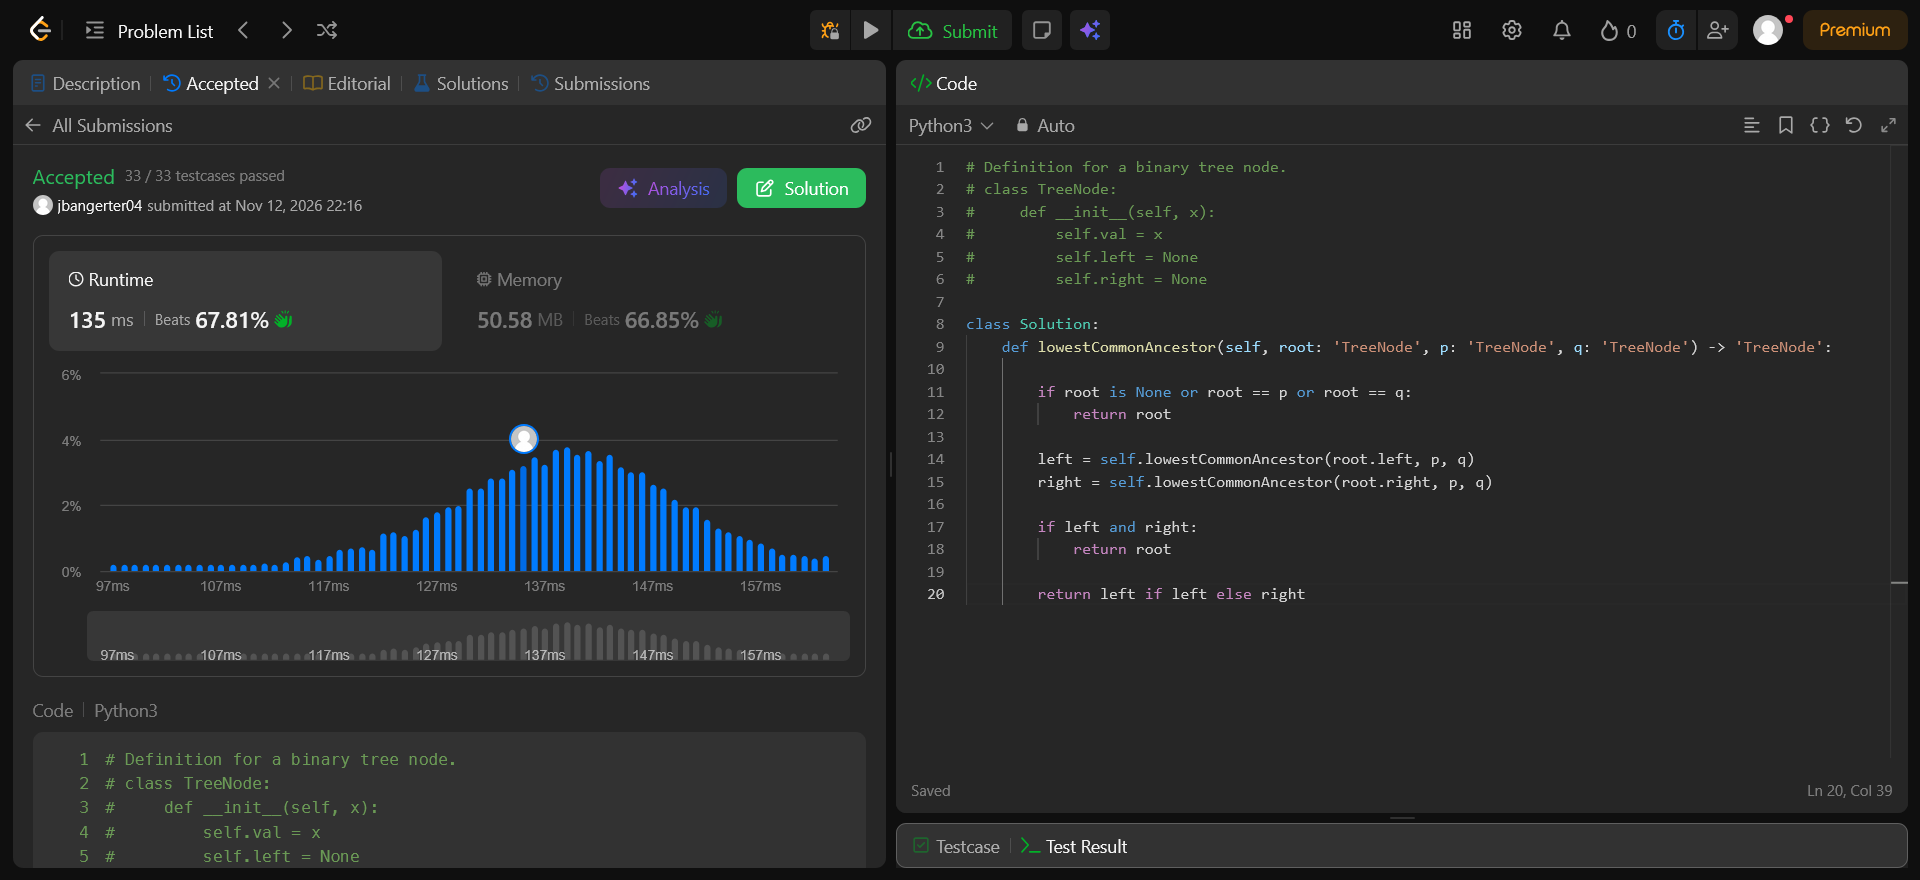 Problem List
Submit
0
Premium
Description
Accepted
Editorial
Solutions
Submissions
All Submissions
Accepted 33 / 33 testcases passed
jbangerter04 submitted at Nov 12, 2026 22:16
Analysis
Solution
Runtime
135 ms
Beats 67.81%
Memory
50.58 MB
Beats 66.85%
6%
4%
2%
0%
97ms 107ms 117ms 127ms 137ms 147ms 157ms
97ms 107ms 117ms 127ms 137ms 147ms 157ms
Code
Python3
1 # Definition for a binary tree node.
2 # class TreeNode:
3 #     def __init__(self, x):
4 #         self.val = x
5 #         self.left = None
</> Code
Python3
Auto
1 # Definition for a binary tree node.
2 # class TreeNode:
3 #     def __init__(self, x):
4 #         self.val = x
5 #         self.left = None
6 #         self.right = None
7
8 class Solution:
9     def lowestCommonAncestor(self, root: 'TreeNode', p: 'TreeNode', q: 'TreeNode') -> 'TreeNode':
10
11         if root is None or root == p or root == q:
12             return root
13
14         left = self.lowestCommonAncestor(root.left, p, q)
15         right = self.lowestCommonAncestor(root.right, p, q)
16
17         if left and right:
18             return root
19
20         return left if left else right
Saved
Ln 20, Col 39
Testcase
Test Result